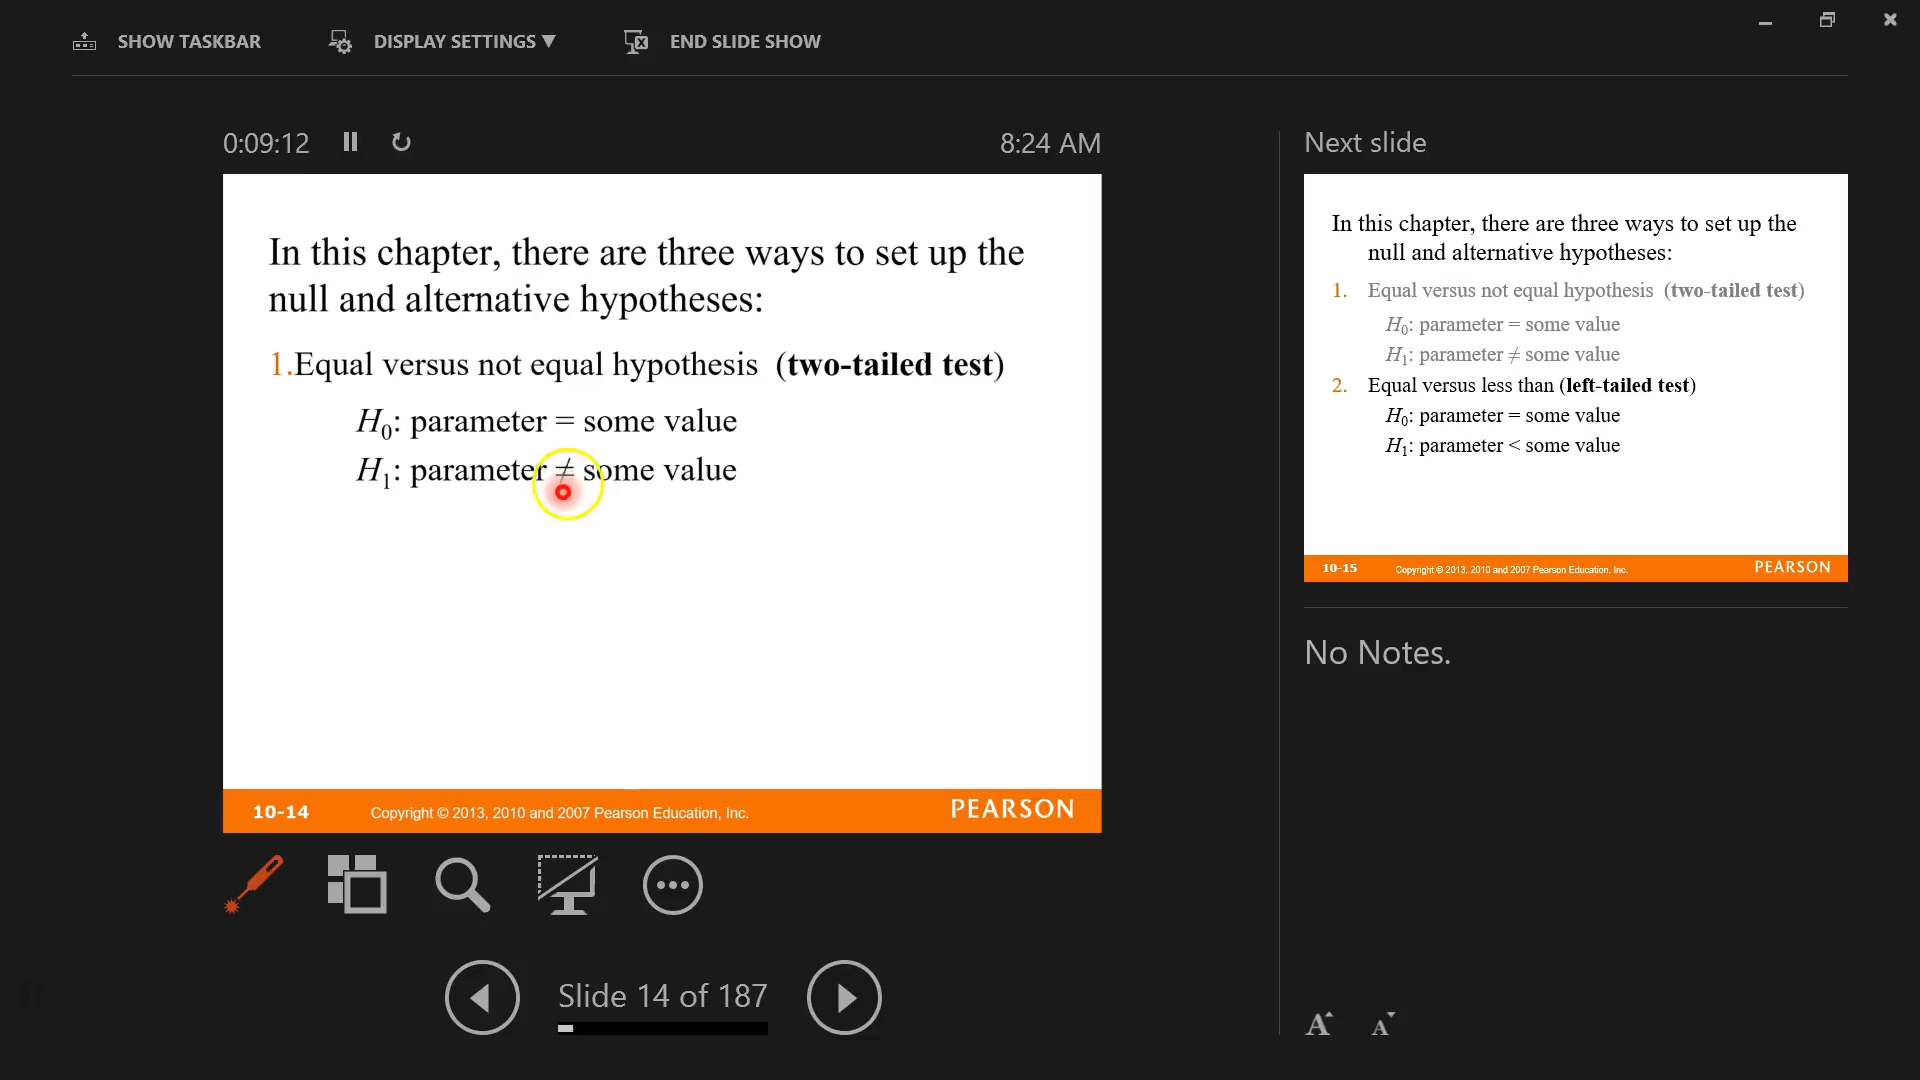 SHOW TASKBAR
DISPLAY SETTINGS ▼
END SLIDE SHOW
0:09:12
8:24 AM
In this chapter, there are three ways to set up the
null and alternative hypotheses:
1.Equal versus not equal hypothesis (two-tailed test)
H0: parameter = some value
H1: parameter ≠ some value
10-14
Copyright © 2013, 2010 and 2007 Pearson Education, Inc.
PEARSON
Slide 14 of 187
Next slide
In this chapter, there are three ways to set up the
null and alternative hypotheses:
1. Equal versus not equal hypothesis (two-tailed test)
H0: parameter = some value
H1: parameter ≠ some value
2. Equal versus less than (left-tailed test)
H0: parameter = some value
H1: parameter < some value
10-15
Copyright © 2013, 2010 and 2007 Pearson Education, Inc.
PEARSON
No Notes.
A A